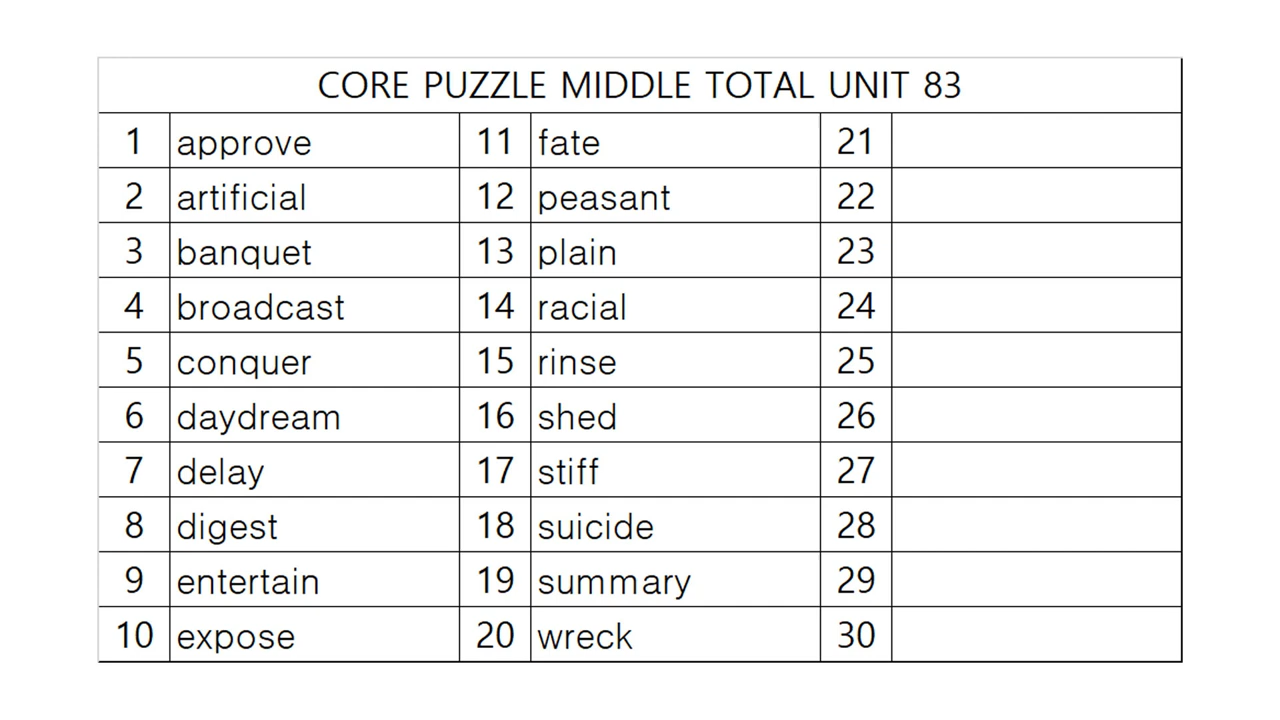 CORE PUZZLE MIDDLE TOTAL UNIT 83
1 approve 11 fate 21
2 artificial 12 peasant 22
3 banquet 13 plain 23
4 broadcast 14 racial 24
5 conquer 15 rinse 25
6 daydream 16 shed 26
7 delay 17 stiff 27
8 digest 18 suicide 28
9 entertain 19 summary 29
10 expose 20 wreck 30